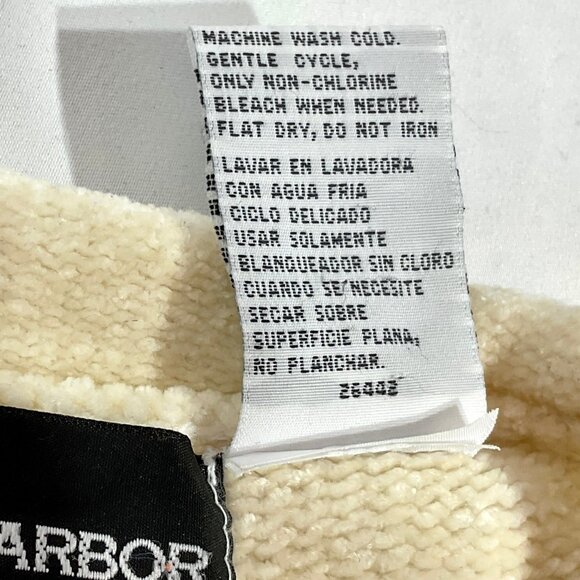 MACHINE WASH COLD.
GENTLE CYCLE,
ONLY NON-CHLORINE
BLEACH WHEN NEEDED.
FLAT DRY, DO NOT IRON
LAVAR EN LAVADORA
CON AGUA FRIA
CICLO DELICADO
USAR SOLAMENTE
BLANQUEADOR SIN CLORO
CUANDO SE NECESITE
SECAR SOBRE
SUPERFICIE PLANA,
NO PLANCHAR
26442
ARBOR